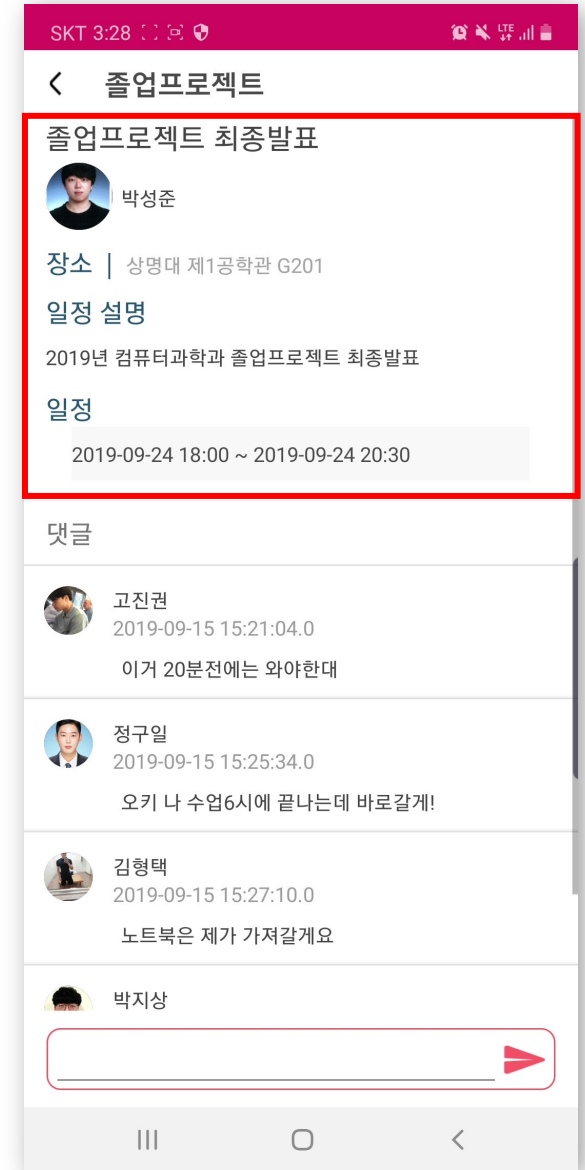 SKT 3:28
LTE
졸업프로젝트
졸업프로젝트 최종발표
박성준
장소 | 상명대 제1공학관 G201
일정 설명
2019년 컴퓨터과학과 졸업프로젝트 최종발표
일정
2019-09-24 18:00 ~ 2019-09-24 20:30
댓글
고진권
2019-09-15 15:21:04.0
이거 20분전에는 와야한대
정구일
2019-09-15 15:25:34.0
오키 나 수업6시에 끝나는데 바로갈게!
김형택
2019-09-15 15:27:10.0
노트북은 제가 가져갈게요
박지상